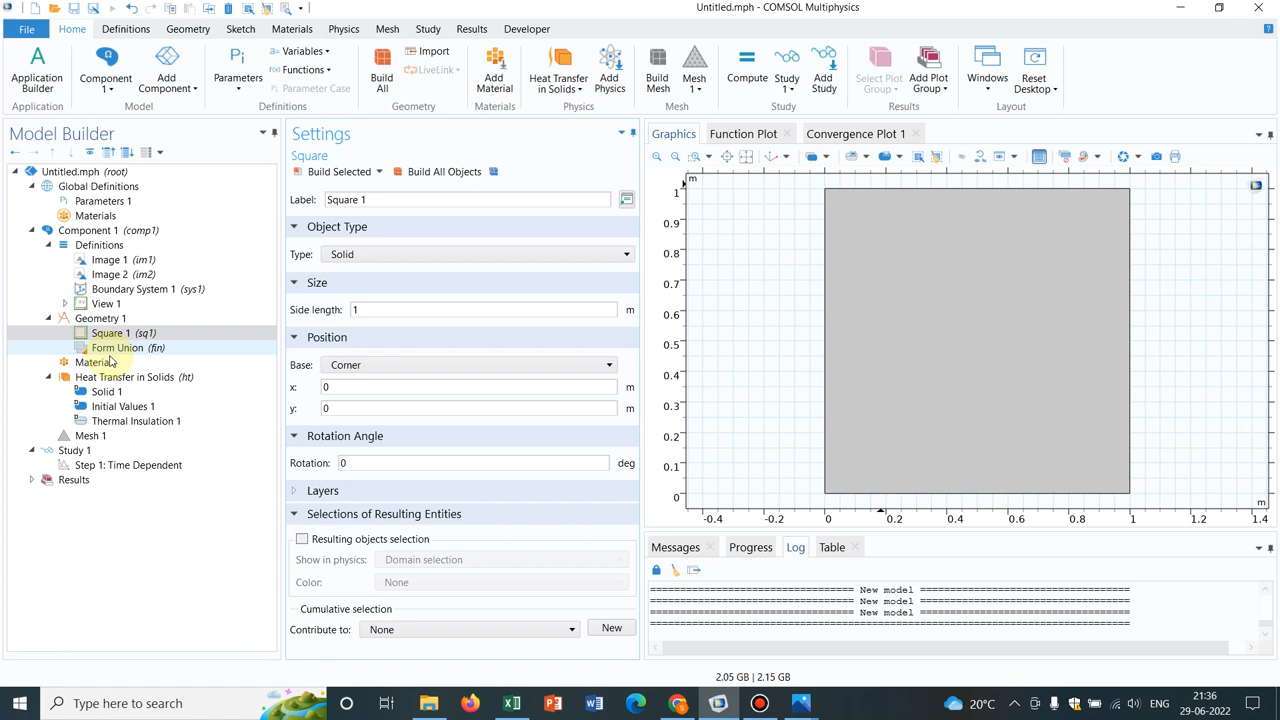 Untitled.mph - COMSOL Multiphysics
File Home Definitions Geometry Sketch Materials Physics Mesh Study Results Developer
Application Builder
Component 1
Add Component
Parameters
a= Variables
f(x) Functions
Parameter Case
Build All
Import
LiveLink
Add Material
Heat Transfer in Solids
Add Physics
Build Mesh
Mesh 1
Compute
Study 1
Add Study
Select Plot Group
Add Plot Group
Windows
Reset Desktop
Application Model Definitions Geometry Materials Physics Mesh Study Results Layout
Model Builder
Untitled.mph (root)
Global Definitions
Pi Parameters 1
Materials
Component 1 (comp1)
Definitions
Image 1 (im1)
Image 2 (im2)
Boundary System 1 (sys1)
View 1
Geometry 1
Square 1 (sq1)
Form Union (fin)
Materials
Heat Transfer in Solids (ht)
Solid 1
Initial Values 1
Thermal Insulation 1
Mesh 1
Study 1
Step 1: Time Dependent
Results
Settings
Square
Build Selected Build All Objects
Label: Square 1
Object Type
Type: Solid
Size
Side length: 1 m
Position
Base: Corner
x: 0 m
y: 0 m
Rotation Angle
Rotation: 0 deg
Layers
Selections of Resulting Entities
Resulting objects selection
Show in physics: Domain selection
Color: None
Cumulative selection
Contribute to: None New
Graphics Function Plot Convergence Plot 1
m
1
0.9
0.8
0.7
0.6
0.5
0.4
0.3
0.2
0.1
0
m
-0.4 -0.2 0 0.2 0.4 0.6 0.8 1 1.2 1.4
Messages Progress Log Table
================================== New model ===================================
================================== New model ===================================
================================== New model ===================================
2.05 GB | 2.15 GB
Type here to search
20°C
ENG
21:36
29-06-2022